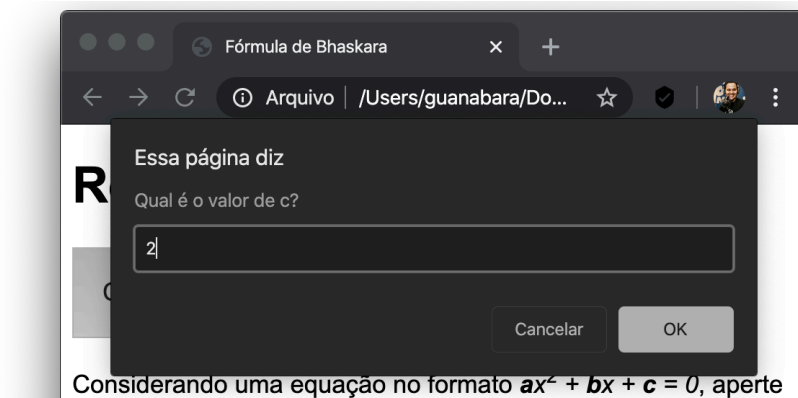 Fórmula de Bhaskara
Arquivo | /Users/guanabara/Do...
Essa página diz
Qual é o valor de c?
2
Cancelar OK
Considerando uma equação no formato ax² + bx + c = 0, aperte